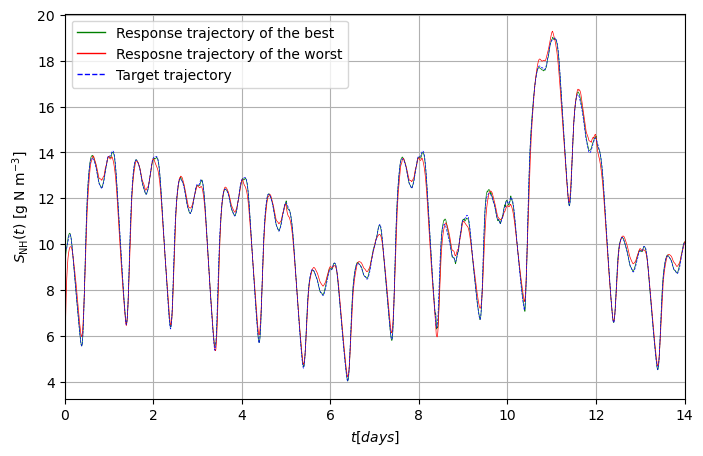 20
18
16
14
12
10
8
6
4
S_NH(t) [g N m⁻³]
Response trajectory of the best
Resposne trajectory of the worst
Target trajectory
0 2 4 6 8 10 12 14
t[days]